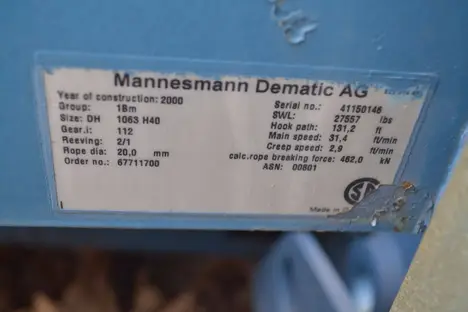 Mannesmann Dematic AG
Year of construction: 2000
Group: 1Bm
Size: DH 1063 H40
Gear.i: 112
Reeving: 2/1
Rope dia: 20,0 mm
Order no.: 67711700
Serial no.: 41150146
SWL: 27557 lbs
Hook path: 131,2 ft
Main speed: 31,4 ft/min
Creep speed: 2,9 ft/min
calc.rope breaking force: 462,0 kN
ASN: 00801
Made in